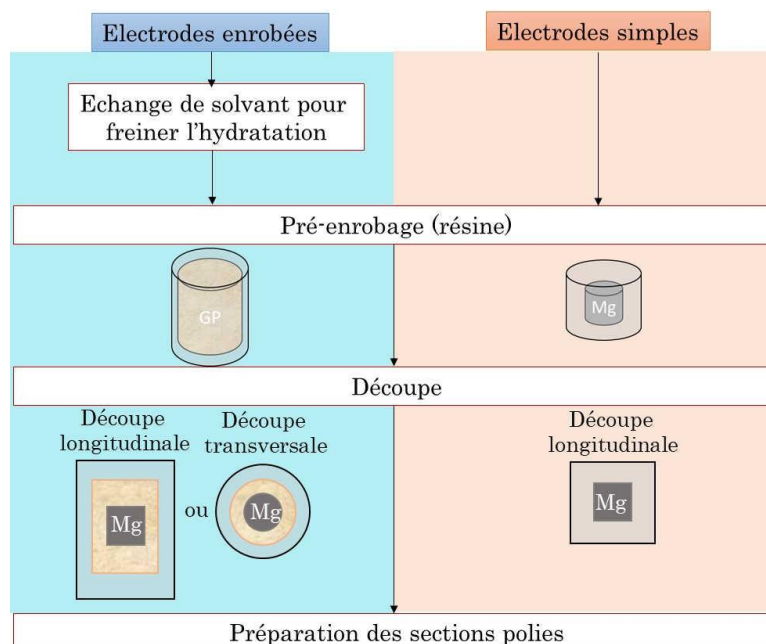 Electrodes enrobées
Electrodes simples
Echange de solvant pour
freiner l'hydratation
Pré-enrobage (résine)
GP
Mg
Découpe
Découpe
longitudinale
Découpe
transversale
Découpe
longitudinale
Mg
ou
Mg
Mg
Préparation des sections polies